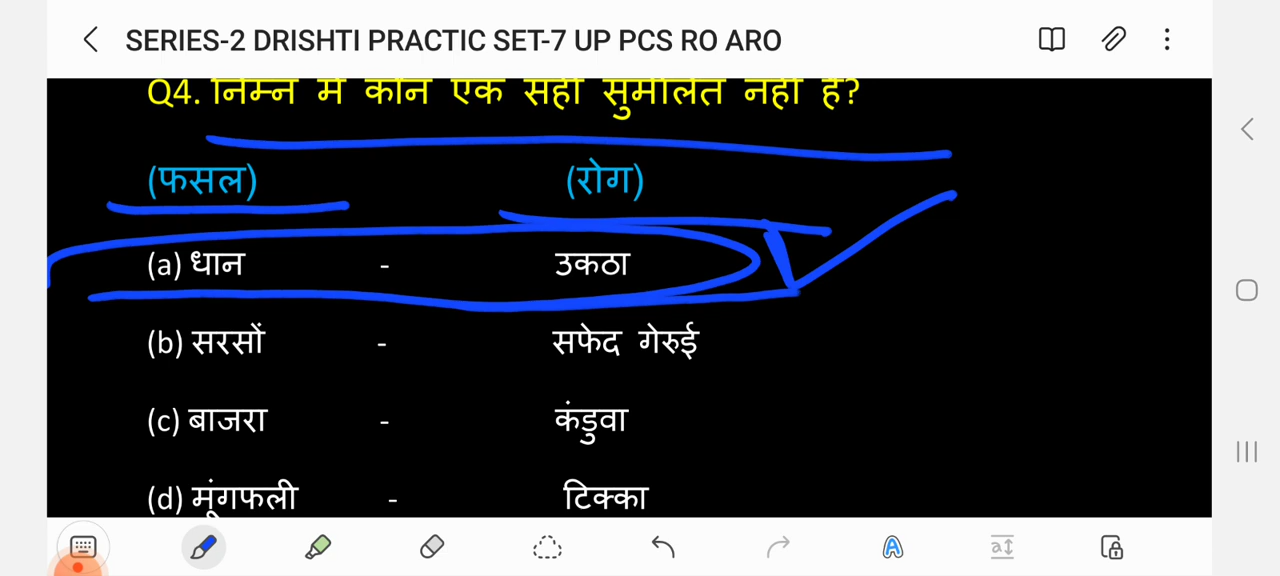 SERIES-2 DRISHTI PRACTIC SET-7 UP PCS RO ARO
Q4. निम्न में कौन एक सही सुमेलित नहीं है?
(फसल) (रोग)
(a) धान - उकठा
(b) सरसों - सफेद गेरुई
(c) बाजरा - कंडुवा
(d) मूंगफली - टिक्का